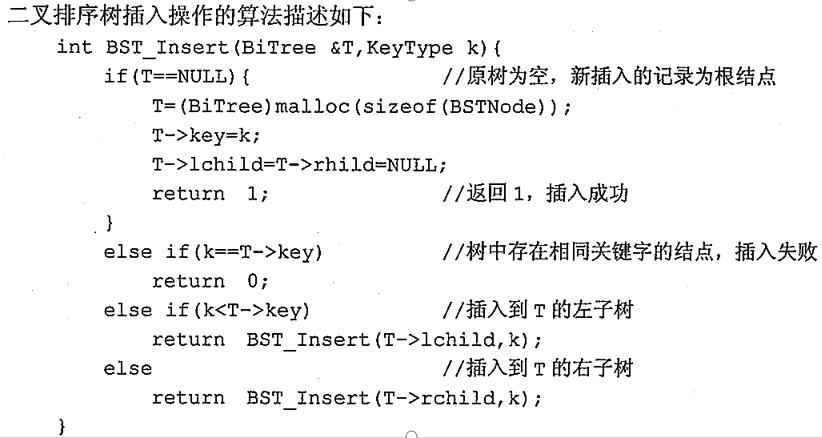 二叉排序树插入操作的算法描述如下：
int BST_Insert(BiTree &T,KeyType k){
if(T==NULL){ //原树为空，新插入的记录为根结点
T=(BiTree)malloc(sizeof(BSTNode));
T->key=k;
T->lchild=T->rhild=NULL;
return 1; //返回1，插入成功
}
else if(k==T->key) //树中存在相同关键字的结点，插入失败
return 0;
else if(k<T->key) //插入到T的左子树
return BST_Insert(T->lchild,k);
else //插入到T的右子树
return BST_Insert(T->rchild,k);
}